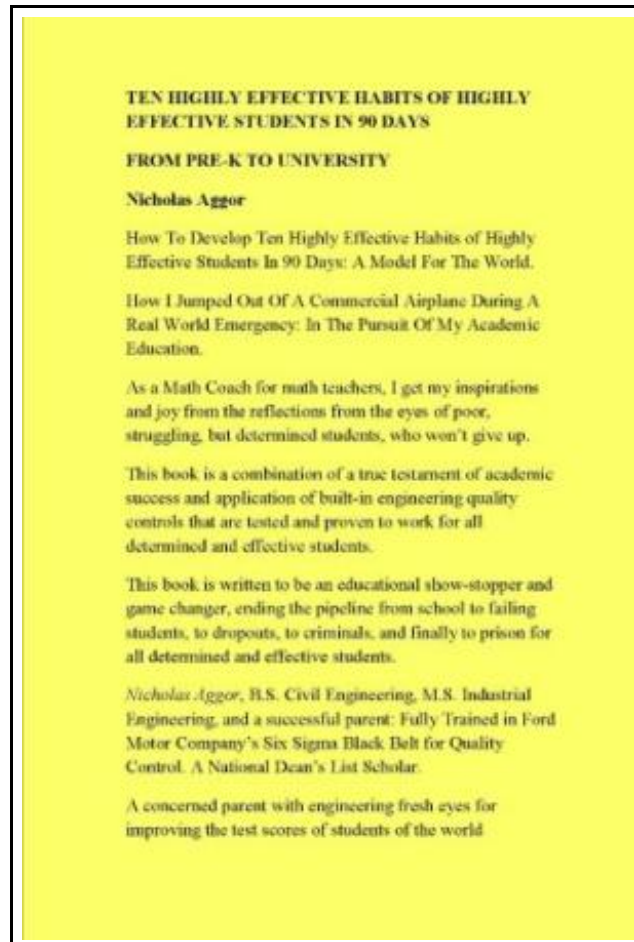 TEN HIGHLY EFFECTIVE HABITS OF HIGHLY
EFFECTIVE STUDENTS IN 90 DAYS
FROM PRE-K TO UNIVERSITY
Nicholas Aggor
How To Develop Ten Highly Effective Habits of Highly
Effective Students In 90 Days: A Model For The World.
How I Jumped Out Of A Commercial Airplane During A
Real World Emergency: In The Pursuit Of My Academic
Education.
As a Math Coach for math teachers, I get my inspirations
and joy from the reflections from the eyes of poor,
struggling, but determined students, who won't give up.
This book is a combination of a true testament of academic
success and application of built-in engineering quality
controls that are tested and proven to work for all
determined and effective students.
This book is written to be an educational show-stopper and
game changer, ending the pipeline from school to failing
students, to dropouts, to criminals, and finally to prison for
all determined and effective students.
Nicholas Aggor, B.S. Civil Engineering, M.S. Industrial
Engineering, and a successful parent: Fully Trained in Ford
Motor Company's Six Sigma Black Belt for Quality
Control. A National Dean's List Scholar.
A concerned parent with engineering fresh eyes for
improving the test scores of students of the world